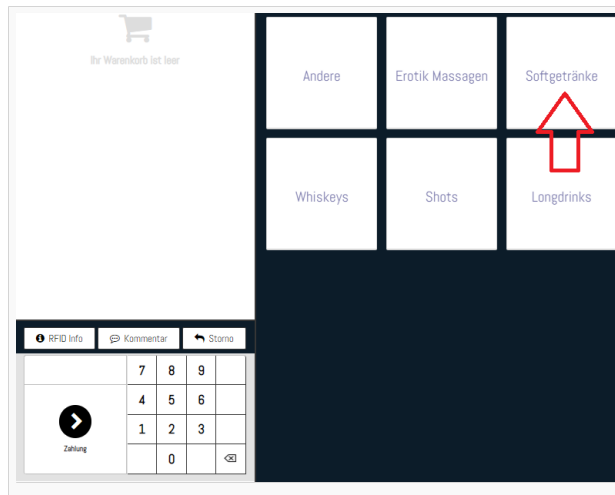 Ihr Warenkorb ist leer
Andere
Erotik Massagen
Softgetränke
Whiskeys
Shots
Longdrinks
RFID Info
Kommentar
Storno
7 8 9
4 5 6
1 2 3
Zahlung
0